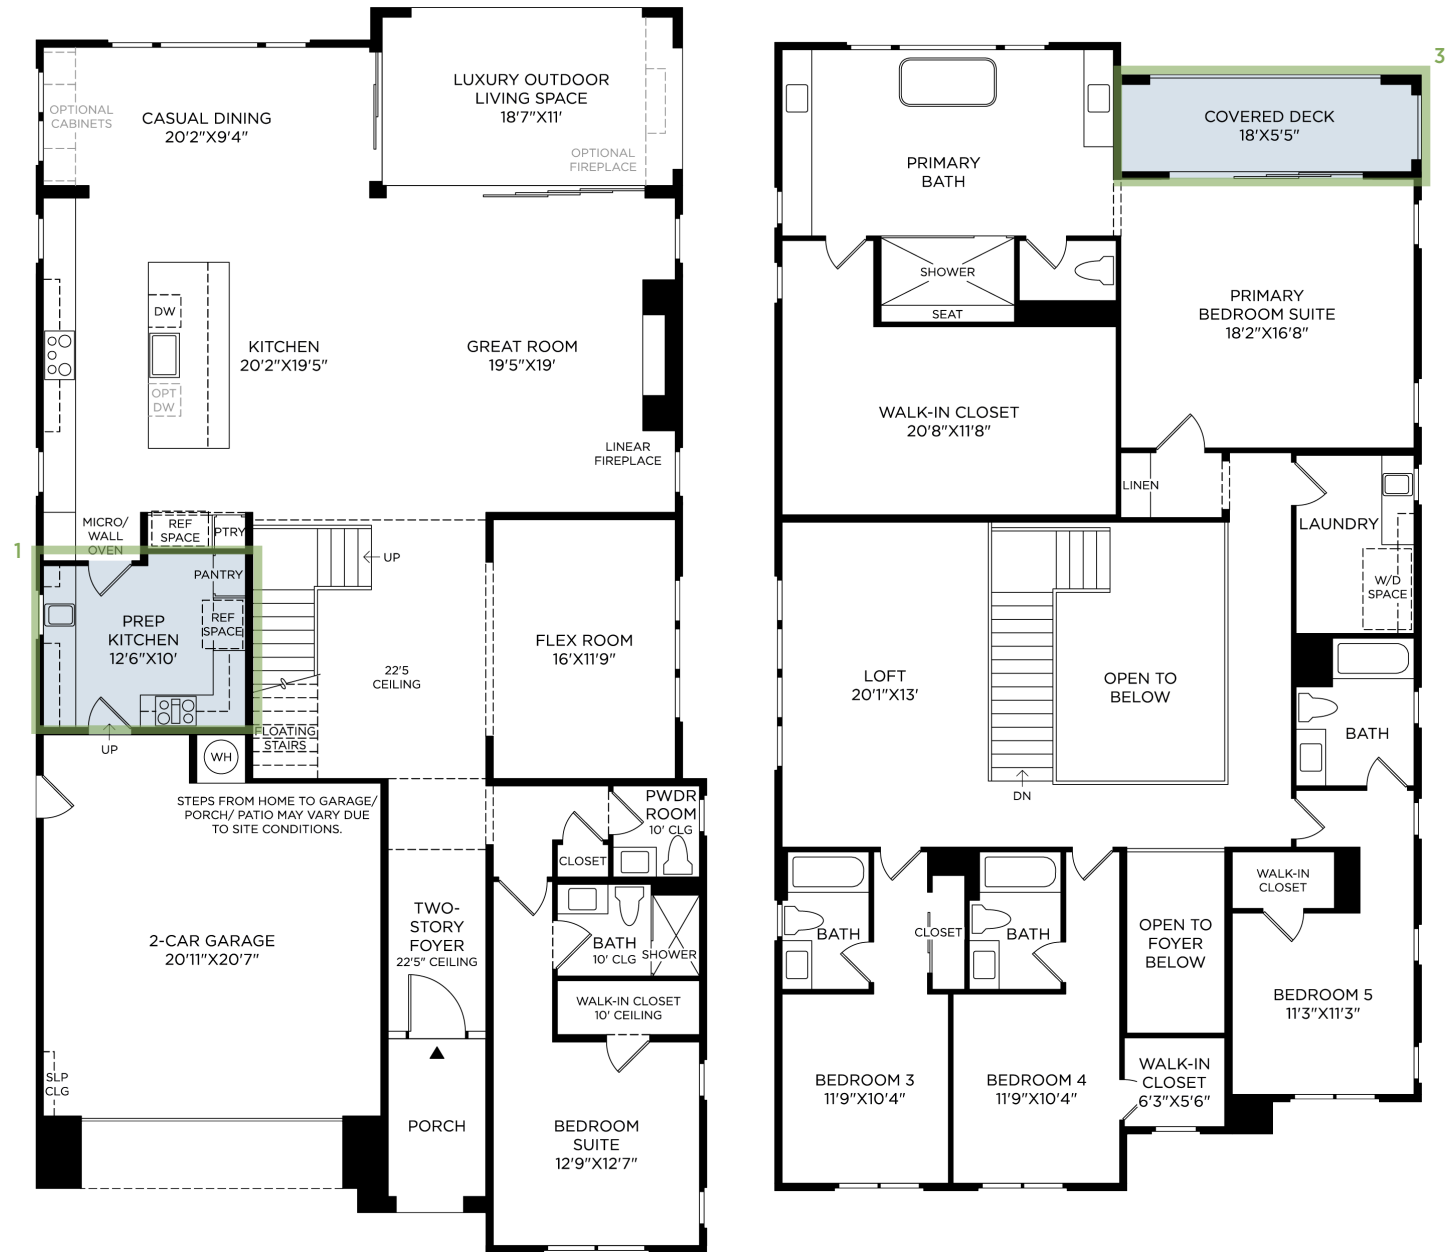 OPTIONAL
CABINETS
CASUAL DINING
20'2"X9'4"
LUXURY OUTDOOR
LIVING SPACE
18'7"X11'
OPTIONAL
FIREPLACE
DW
OPT
DW
KITCHEN
20'2"X19'5"
GREAT ROOM
19'5"X19'
LINEAR
FIREPLACE
MICRO/
WALL
OVEN
REF
SPACE
PTRY
1
PANTRY
PREP
KITCHEN
12'6"X10'
REF
SPACE
UP
UP
22'5
CEILING
FLOATING
STAIRS
FLEX ROOM
16'X11'9"
WH
STEPS FROM HOME TO GARAGE/
PORCH/ PATIO MAY VARY DUE
TO SITE CONDITIONS.
PWDR
ROOM
10' CLG
CLOSET
TWO-
STORY
FOYER
22'5" CEILING
2-CAR GARAGE
20'11"X20'7"
BATH
10' CLG
SHOWER
WALK-IN CLOSET
10' CEILING
SLP
CLG
PORCH
BEDROOM
SUITE
12'9"X12'7"
3
COVERED DECK
18'X5'5"
PRIMARY
BATH
SHOWER
SEAT
PRIMARY
BEDROOM SUITE
18'2"X16'8"
WALK-IN CLOSET
20'8"X11'8"
LINEN
LAUNDRY
W/D
SPACE
LOFT
20'1"X13'
OPEN TO
BELOW
DN
BATH
WALK-IN
CLOSET
BATH
CLOSET
BATH
OPEN TO
FOYER
BELOW
BEDROOM 5
11'3"X11'3"
BEDROOM 3
11'9"X10'4"
BEDROOM 4
11'9"X10'4"
WALK-IN
CLOSET
6'3"X5'6"